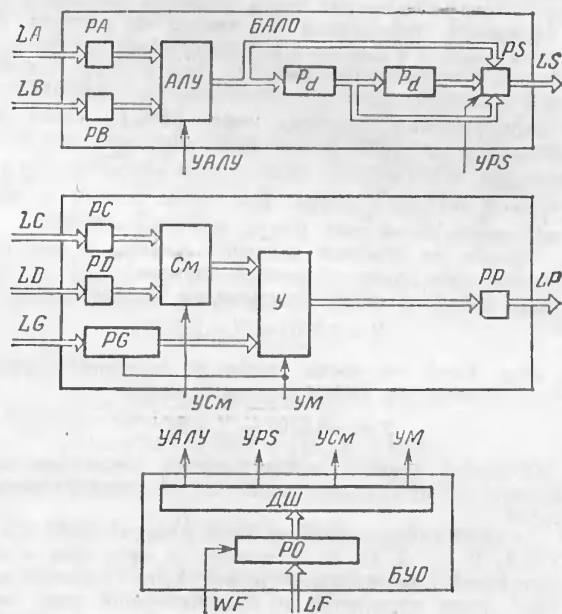 LA PA БАЛО PS LS
АЛУ Pd Pd
LB PB
УАЛУ УPS
LC PC
См
LD PD У PP LP
LG PG
УСм УМ
УАЛУ УPS УСм УМ
ДШ
РО
БУО
WF LF